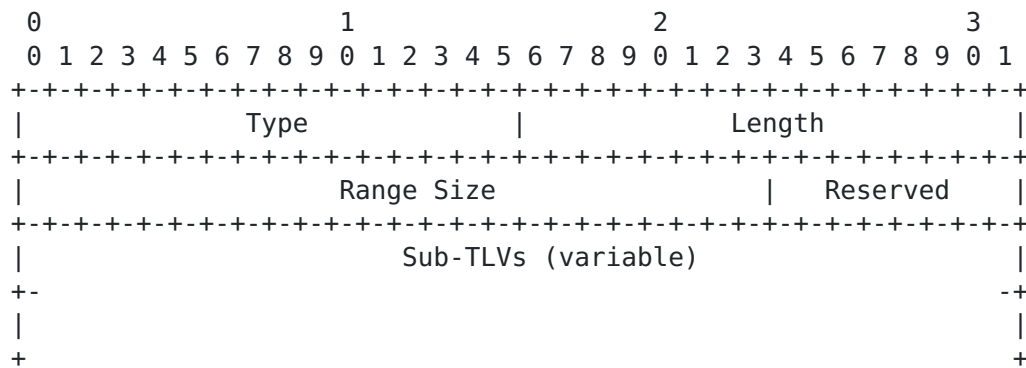 0                   1                   2                   3
 0 1 2 3 4 5 6 7 8 9 0 1 2 3 4 5 6 7 8 9 0 1 2 3 4 5 6 7 8 9 0 1
+-+-+-+-+-+-+-+-+-+-+-+-+-+-+-+-+-+-+-+-+-+-+-+-+-+-+-+-+-+-+-+-+
|              Type             |             Length            |
+-+-+-+-+-+-+-+-+-+-+-+-+-+-+-+-+-+-+-+-+-+-+-+-+-+-+-+-+-+-+-+-+
|                    Range Size                 |   Reserved    |
+-+-+-+-+-+-+-+-+-+-+-+-+-+-+-+-+-+-+-+-+-+-+-+-+-+-+-+-+-+-+-+-+
|                        Sub-TLVs (variable)                    |
+-                                                             -+
|                                                               |
+                                                               +